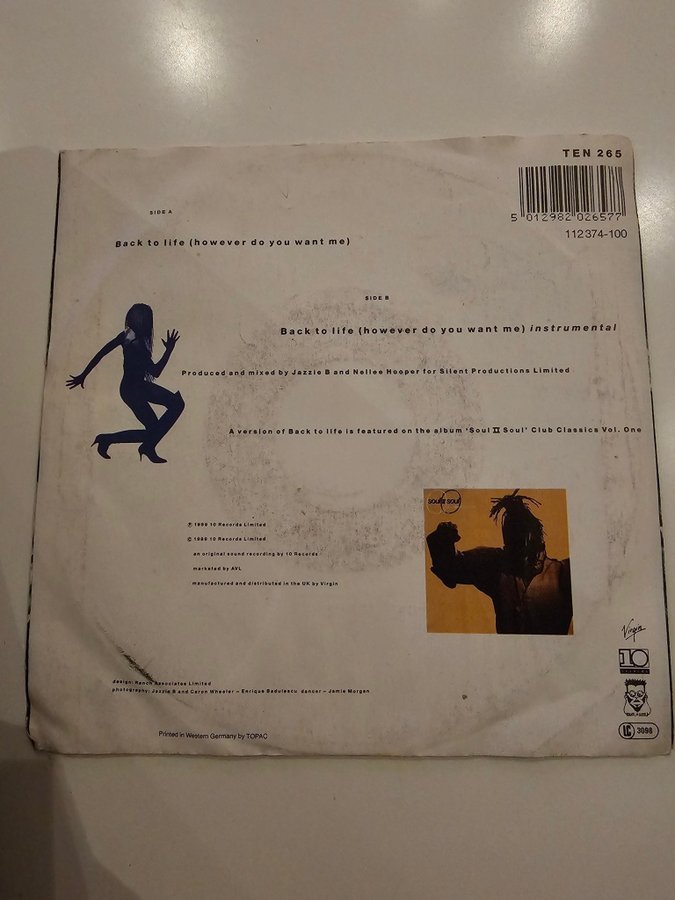 TEN 265
5 012982 026577
112374-100
SIDE A
Back to life (however do you want me)
SIDE B
Back to life (however do you want me) instrumental
Produced and mixed by Jazzie B and Nellee Hooper for Silent Productions Limited
A version of Back to life is featured on the album 'Soul II Soul' Club Classics Vol. One
soul II soul
℗ 1989 10 Records Limited
© 1989 10 Records Limited
an original sound recording by 10 Records
marketed by AVL
manufactured and distributed in the UK by Virgin
Virgin
10
design: Ranch Associates Limited
photography: Jazzie B and Caron Wheeler – Enrique Badulescu dancer – Jamie Morgan
LC 3098
Printed in Western Germany by TOPAC